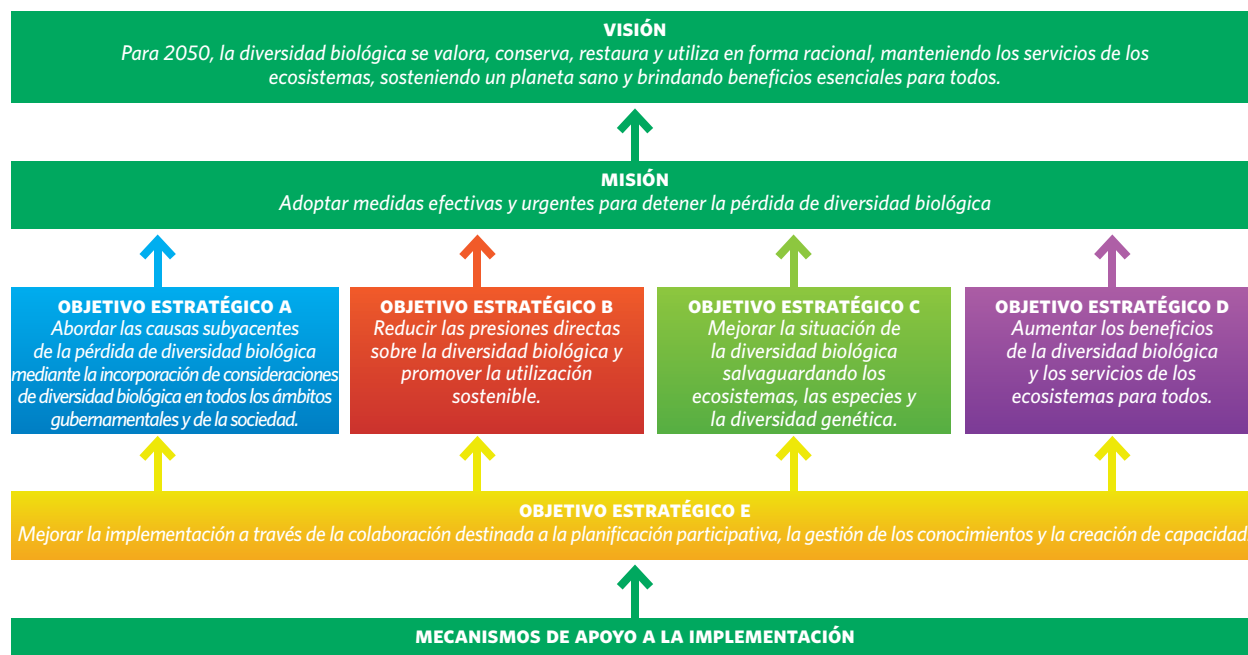 VISIÓN
Para 2050, la diversidad biológica se valora, conserva, restaura y utiliza en forma racional, manteniendo los servicios de los
ecosistemas, sosteniendo un planeta sano y brindando beneficios esenciales para todos.
MISIÓN
Adoptar medidas efectivas y urgentes para detener la pérdida de diversidad biológica
OBJETIVO ESTRATÉGICO A
Abordar las causas subyacentes
de la pérdida de diversidad biológica
mediante la incorporación de consideraciones
de diversidad biológica en todos los ámbitos
gubernamentales y de la sociedad.
OBJETIVO ESTRATÉGICO B
Reducir las presiones directas
sobre la diversidad biológica y
promover la utilización
sostenible.
OBJETIVO ESTRATÉGICO C
Mejorar la situación de
la diversidad biológica
salvaguardando los
ecosistemas, las especies y
la diversidad genética.
OBJETIVO ESTRATÉGICO D
Aumentar los beneficios
de la diversidad biológica
y los servicios de los
ecosistemas para todos.
OBJETIVO ESTRATÉGICO E
Mejorar la implementación a través de la colaboración destinada a la planificación participativa, la gestión de los conocimientos y la creación de capacidad.
MECANISMOS DE APOYO A LA IMPLEMENTACIÓN